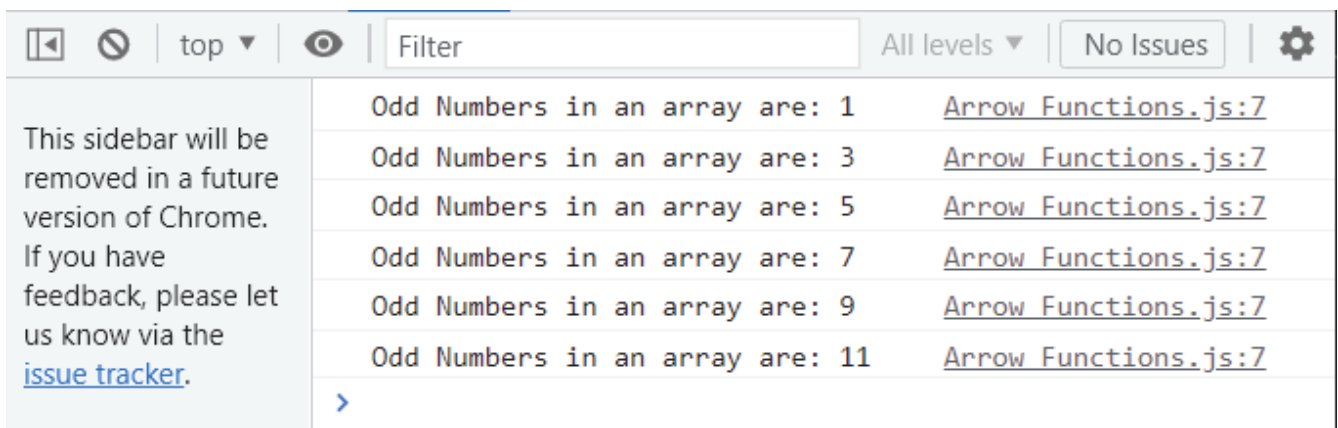 top ▼ Filter All levels ▼ No Issues
This sidebar will be
removed in a future
version of Chrome.
If you have
feedback, please let
us know via the
issue tracker.
Odd Numbers in an array are: 1 Arrow Functions.js:7
Odd Numbers in an array are: 3 Arrow Functions.js:7
Odd Numbers in an array are: 5 Arrow Functions.js:7
Odd Numbers in an array are: 7 Arrow Functions.js:7
Odd Numbers in an array are: 9 Arrow Functions.js:7
Odd Numbers in an array are: 11 Arrow Functions.js:7
>